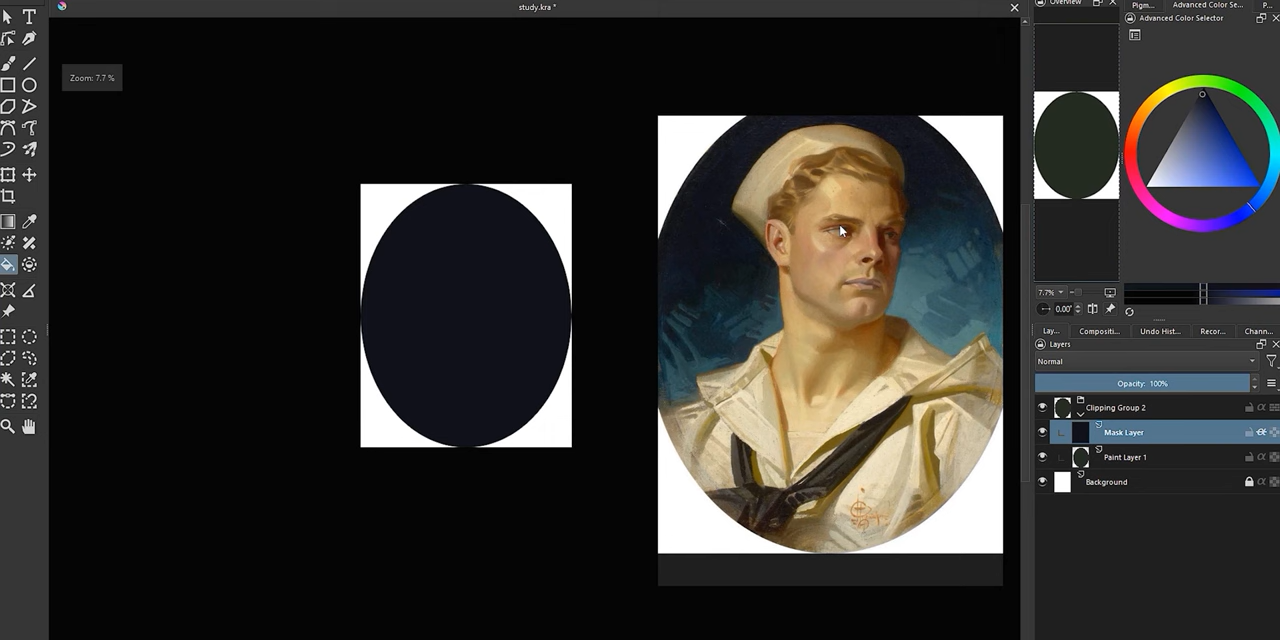 study.kra *
Overview
Pigm...
Advanced Color Se...
P...
Advanced Color Selector
Zoom: 7.7 %
7.7%
0.00°
Lay...
Compositi...
Undo Hist...
Recor...
Chann...
Layers
Normal
Opacity: 100%
Clipping Group 2
Mask Layer
Paint Layer 1
Background